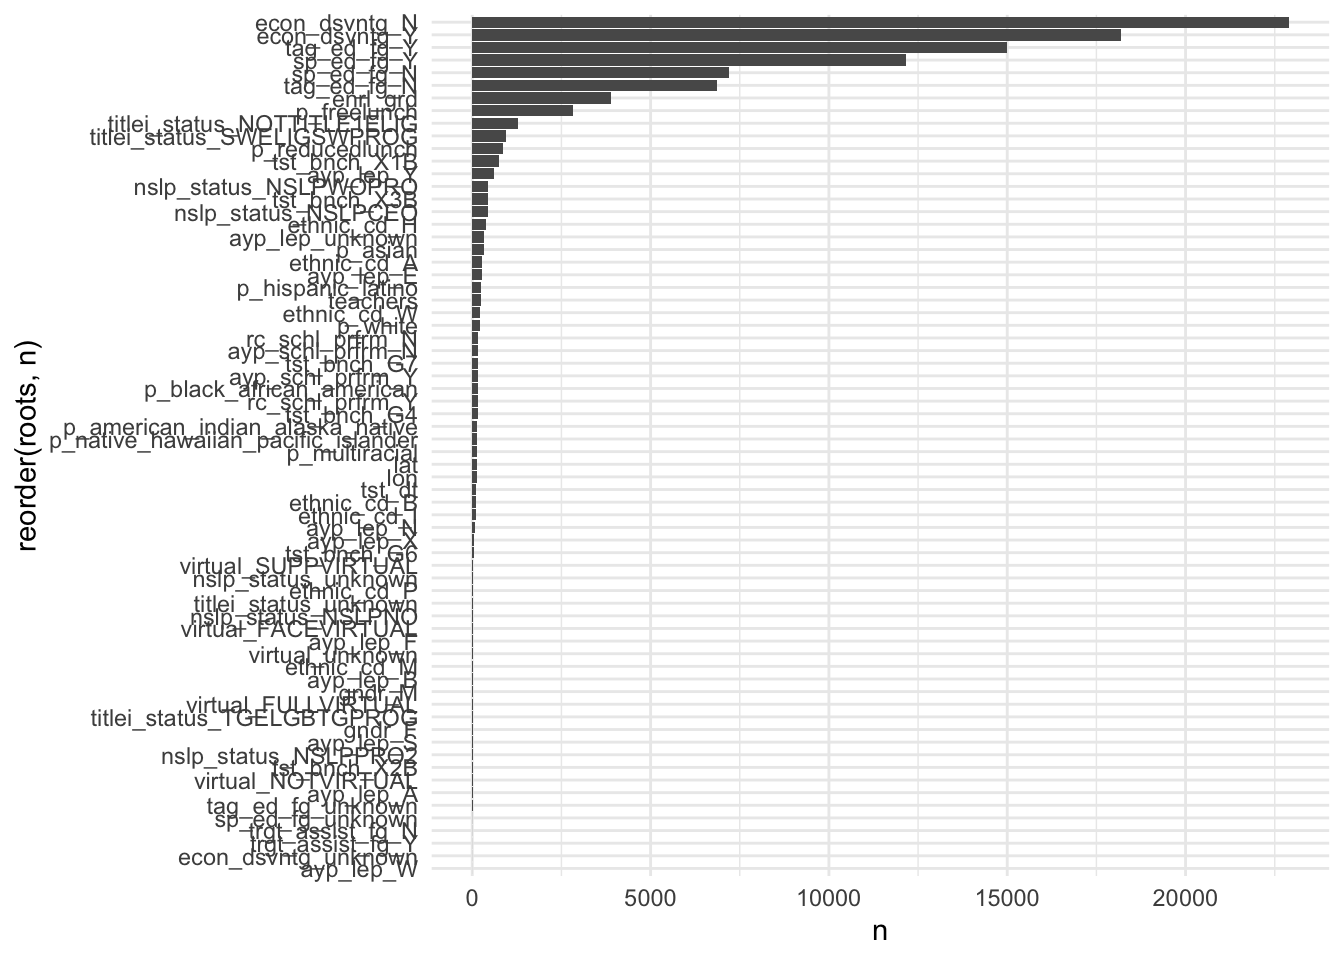 econ_dsvntg_N
econ_dsvntg_Y
tag_ed_fg_Y
sp_ed_fg_Y
sp_ed_fg_N
tag_ed_fg_N
enrl_grd
p_freelunch
titlei_status_NOTTITLE1ELIG
titlei_status_SWELIGSWPROG
p_reducedlunch
tst_bnch_X1B
ayp_lep_Y
nslp_status_NSLPWOPRO
tst_bnch_X3B
nslp_status_NSLPCEO
ethnic_cd_H
ayp_lep_unknown
p_asian
ethnic_cd_A
ayp_lep_E
p_hispanic_latino
teachers
ethnic_cd_W
p_white
rc_schl_prfrm_N
ayp_schl_prfrm_N
tst_bnch_G7
ayp_schl_prfrm_Y
p_black_african_american
rc_schl_prfrm_Y
tst_bnch_G4
p_american_indian_alaska_native
p_native_hawaiian_pacific_islander
p_multiracial
lat
lon
tst_dt
ethnic_cd_B
ethnic_cd_I
ayp_lep_N
ayp_lep_X
tst_bnch_G6
virtual_SUPPVIRTUAL
nslp_status_unknown
ethnic_cd_P
titlei_status_unknown
nslp_status_NSLPNO
virtual_FACEVIRTUAL
ayp_lep_F
virtual_unknown
ethnic_cd_M
ayp_lep_B
gndr_M
virtual_FULLVIRTUAL
titlei_status_TGELGBTGPROG
gndr_F
ayp_lep_S
nslp_status_NSLPPRO2
tst_bnch_X2B
virtual_NOTVIRTUAL
ayp_lep_A
tag_ed_fg_unknown
sp_ed_fg_unknown
trgt_assist_fg_N
trgt_assist_fg_Y
econ_dsvntg_unknown
ayp_lep_W
reorder(roots, n)
0 5000 10000 15000 20000
n